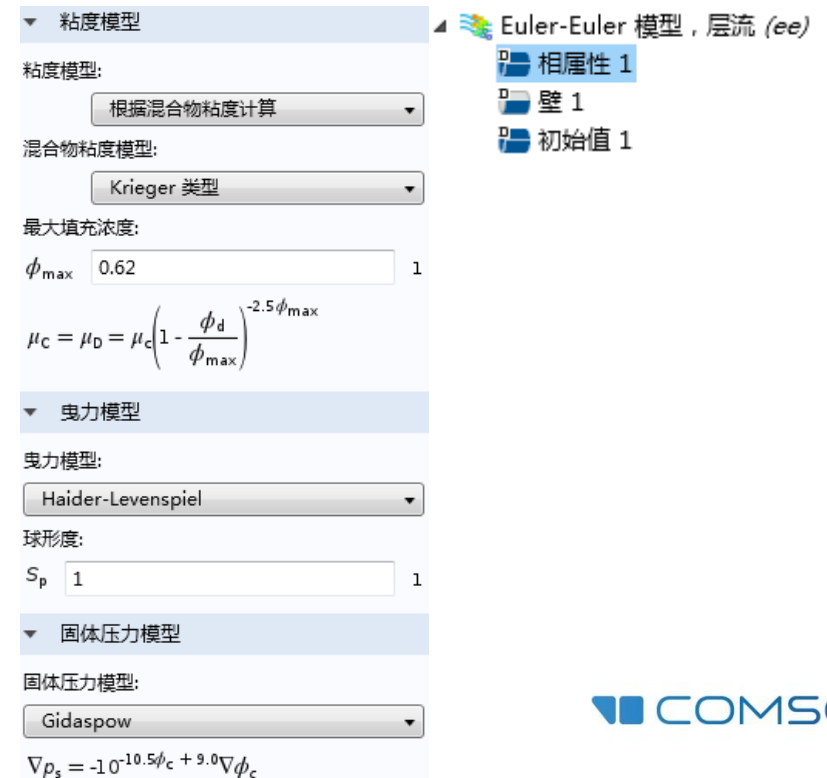 粘度模型
粘度模型:
根据混合物粘度计算
混合物粘度模型:
Krieger 类型
最大填充浓度:
ϕmax 0.62 1
μC = μD = μc(1 - ϕd/ϕmax)^-2.5ϕmax
曳力模型
曳力模型:
Haider-Levenspiel
球形度:
Sp 1 1
固体压力模型
固体压力模型:
Gidaspow
∇ps = -10^-10.5ϕc + 9.0∇ϕc
Euler-Euler 模型，层流 (ee)
相属性 1
壁 1
初始值 1
COMS